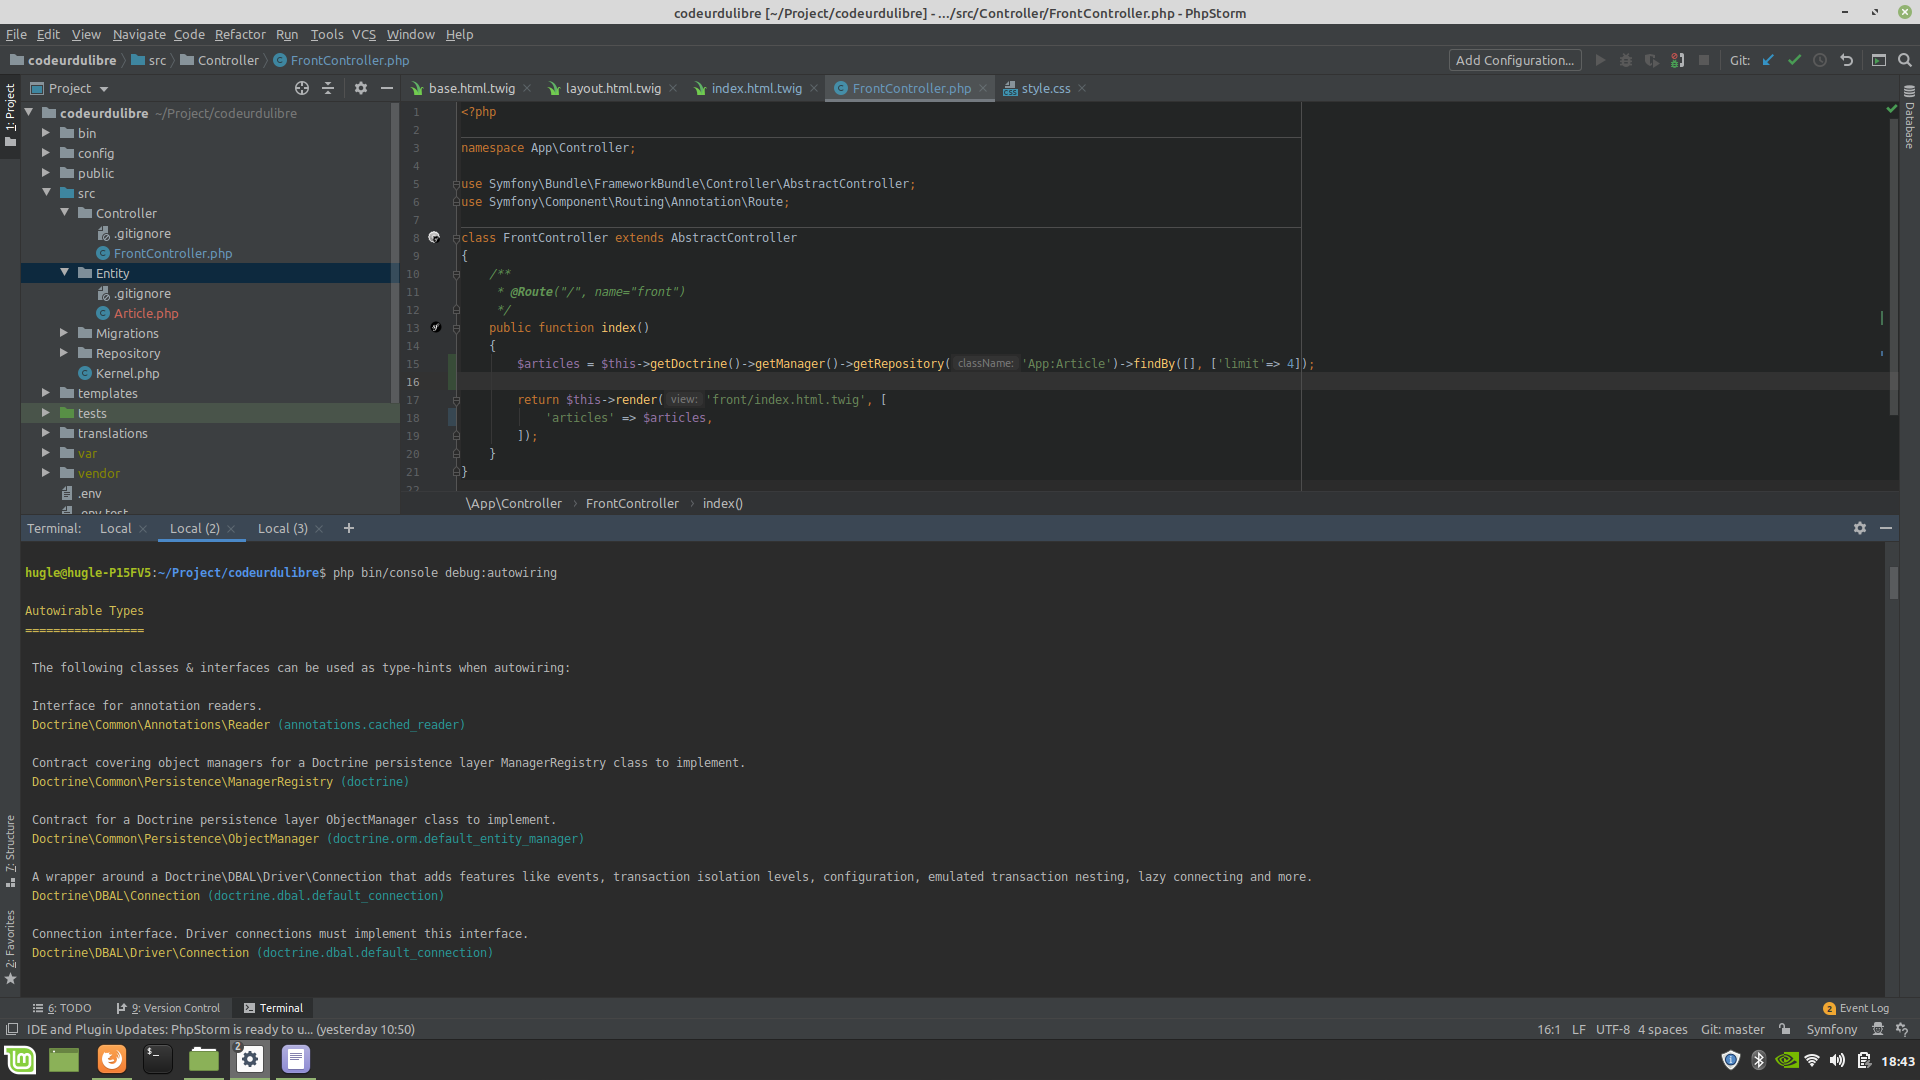 codeurdulibre [~/Project/codeurdulibre] - .../src/Controller/FrontController.php - PhpStorm
File Edit View Navigate Code Refactor Run Tools VCS Window Help
codeurdulibre src Controller FrontController.php Add Configuration... Git:
Project base.html.twig layout.html.twig index.html.twig FrontController.php style.css
1: Project
Database
codeurdulibre ~/Project/codeurdulibre
bin
config
public
src
Controller
.gitignore
FrontController.php
Entity
.gitignore
Article.php
Migrations
Repository
Kernel.php
templates
tests
translations
var
vendor
.env
.env.test
1 <?php
2
3 namespace App\Controller;
4
5 use Symfony\Bundle\FrameworkBundle\Controller\AbstractController;
6 use Symfony\Component\Routing\Annotation\Route;
7
8 class FrontController extends AbstractController
9 {
10 /**
11 * @Route("/", name="front")
12 */
13 public function index()
14 {
15 $articles = $this->getDoctrine()->getManager()->getRepository( className: 'App:Article')->findBy([], ['limit'=> 4]);
16
17 return $this->render( view: 'front/index.html.twig', [
18 'articles' => $articles,
19 ]);
20 }
21 }
22
\App\Controller FrontController index()
Terminal: Local Local (2) Local (3) +
hugle@hugle-P15FV5:~/Project/codeurdulibre$ php bin/console debug:autowiring
Autowirable Types
=================
The following classes & interfaces can be used as type-hints when autowiring:
Interface for annotation readers.
Doctrine\Common\Annotations\Reader (annotations.cached_reader)
Contract covering object managers for a Doctrine persistence layer ManagerRegistry class to implement.
Doctrine\Common\Persistence\ManagerRegistry (doctrine)
Contract for a Doctrine persistence layer ObjectManager class to implement.
Doctrine\Common\Persistence\ObjectManager (doctrine.orm.default_entity_manager)
A wrapper around a Doctrine\DBAL\Driver\Connection that adds features like events, transaction isolation levels, configuration, emulated transaction nesting, lazy connecting and more.
Doctrine\DBAL\Connection (doctrine.dbal.default_connection)
Connection interface. Driver connections must implement this interface.
Doctrine\DBAL\Driver\Connection (doctrine.dbal.default_connection)
7: Structure
2: Favorites
6: TODO 9: Version Control Terminal 2 Event Log
IDE and Plugin Updates: PhpStorm is ready to u... (yesterday 10:50) 16:1 LF UTF-8 4 spaces Git: master Symfony
2 18:43